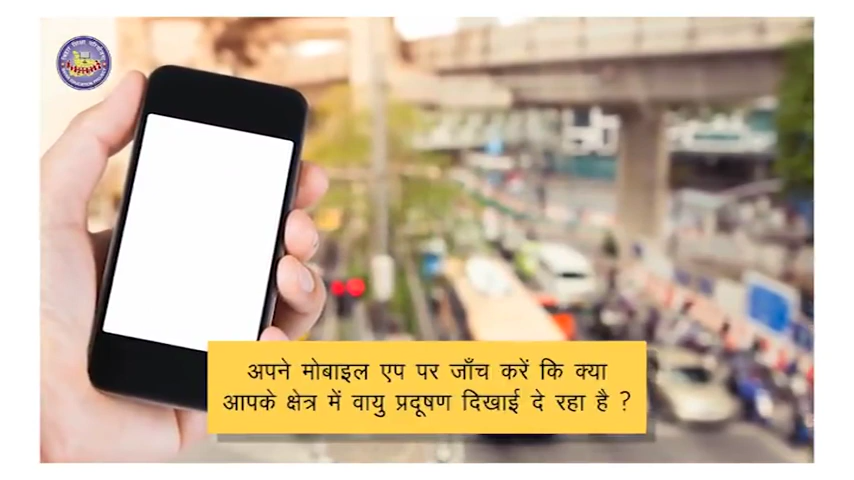 अपने मोबाइल एप पर जाँच करें कि क्या
आपके क्षेत्र में वायु प्रदूषण दिखाई दे रहा है ?